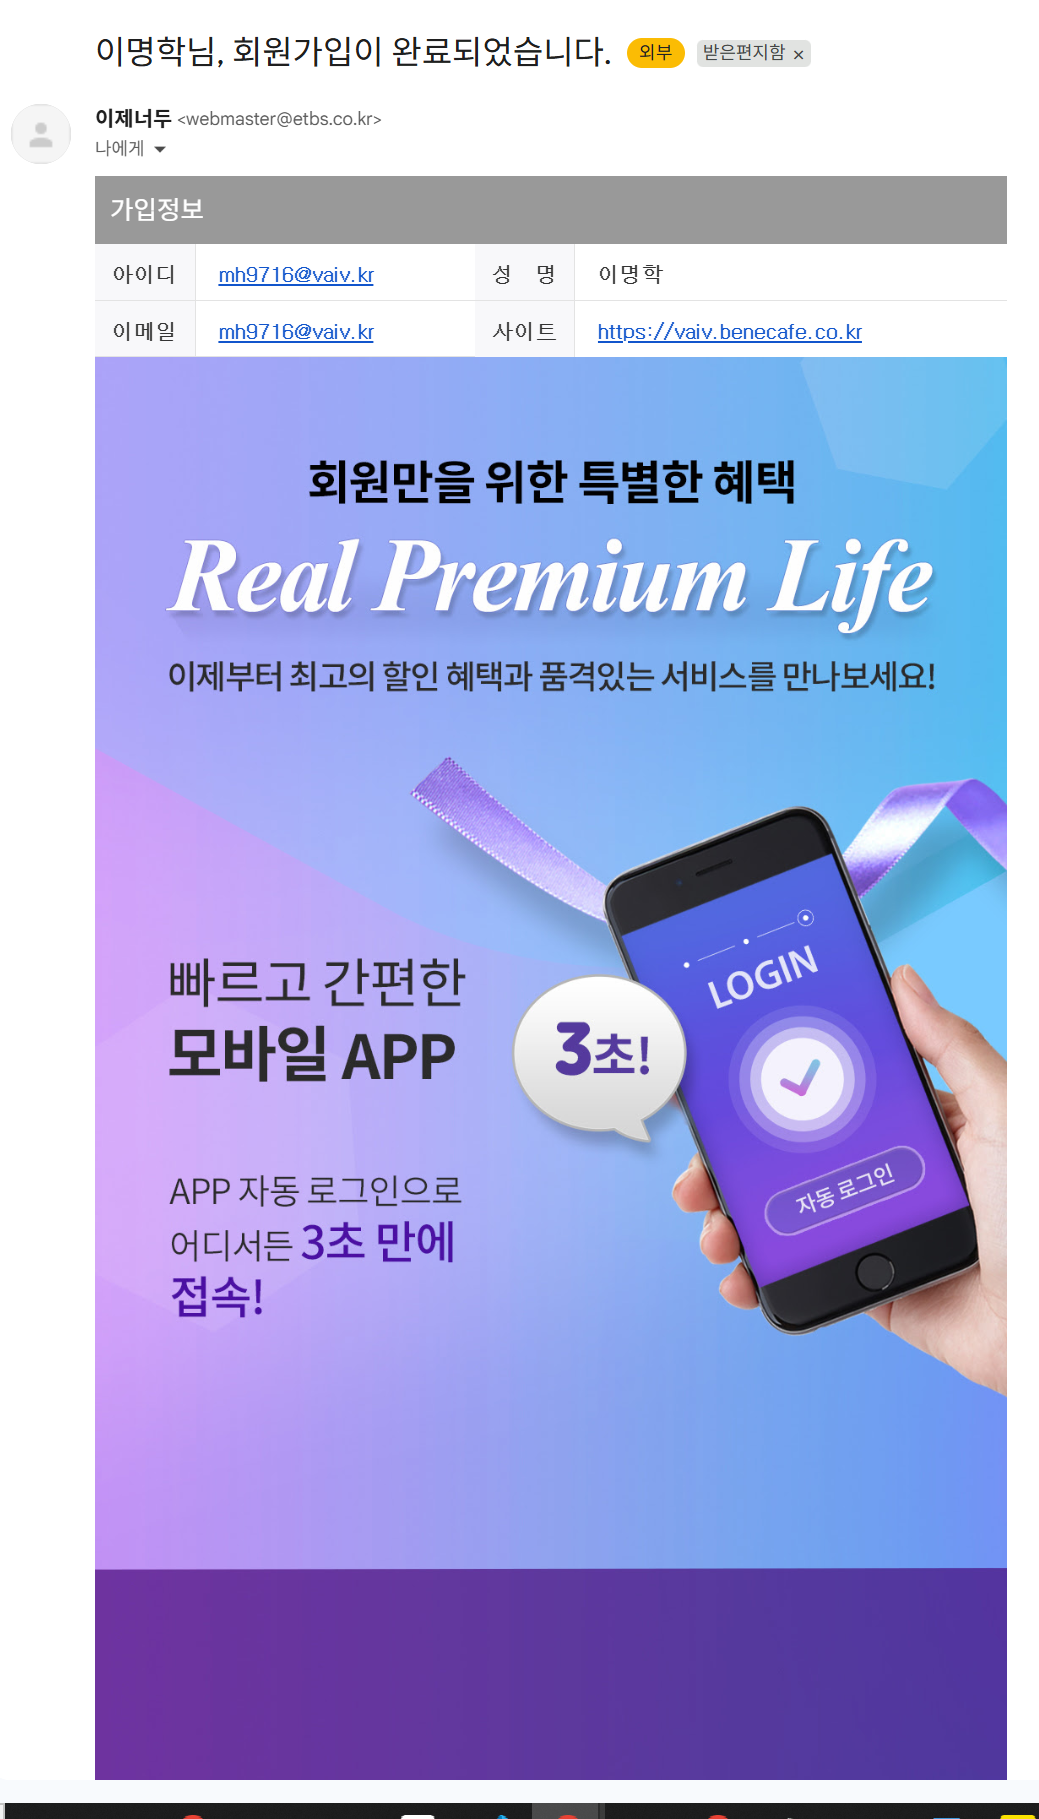 이명학님, 회원가입이 완료되었습니다. 외부 받은편지함 ×
이제너두 <webmaster@etbs.co.kr>
나에게
가입정보
아이디 mh9716@vaiv.kr 성 명 이명학
이메일 mh9716@vaiv.kr 사이트 https://vaiv.benecafe.co.kr
회원만을 위한 특별한 혜택
Real Premium Life
이제부터 최고의 할인 혜택과 품격있는 서비스를 만나보세요!
LOGIN
빠르고 간편한
모바일 APP
3초!
자동 로그인
APP 자동 로그인으로
어디서든 3초 만에
접속!